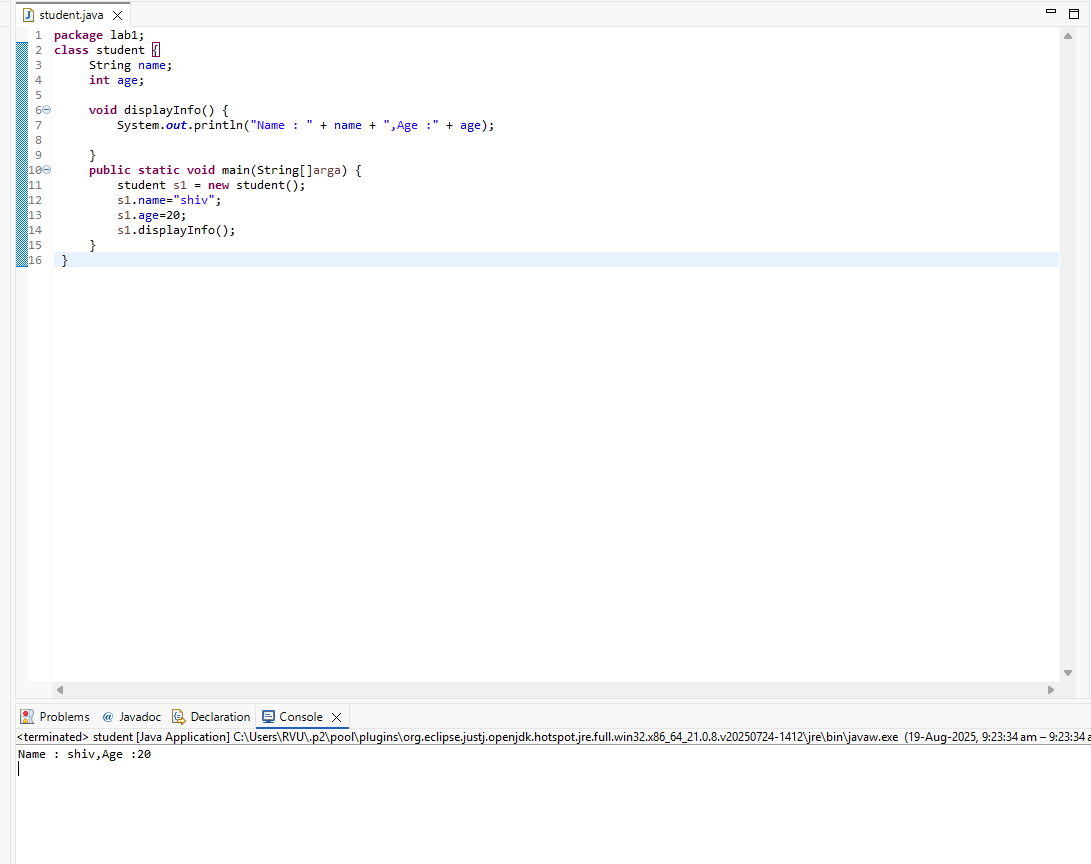 student.java
1 package lab1;
2 class student {
3 String name;
4 int age;
5
6 void displayInfo() {
7 System.out.println("Name : " + name + ",Age :" + age);
8
9 }
10 public static void main(String[]arga) {
11 student s1 = new student();
12 s1.name="shiv";
13 s1.age=20;
14 s1.displayInfo();
15 }
16 }
Problems @ Javadoc Declaration Console
<terminated> student [Java Application] C:\Users\RVU\.p2\pool\plugins\org.eclipse.justj.openjdk.hotspot.jre.full.win32.x86_64_21.0.8.v20250724-1412\jre\bin\javaw.exe (19-Aug-2025, 9:23:34 am – 9:23:34 a
Name : shiv,Age :20